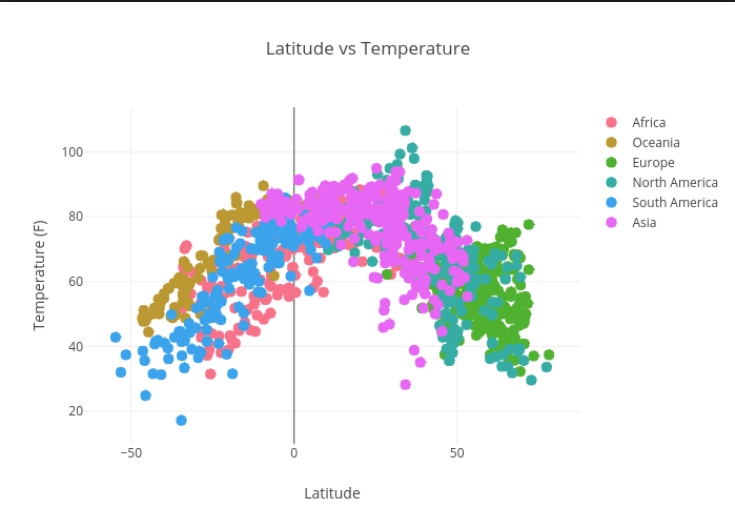 Latitude vs Temperature
Africa
Oceania
Europe
North America
South America
Asia
100
80
60
40
20
Temperature (F)
−50
0
50
Latitude